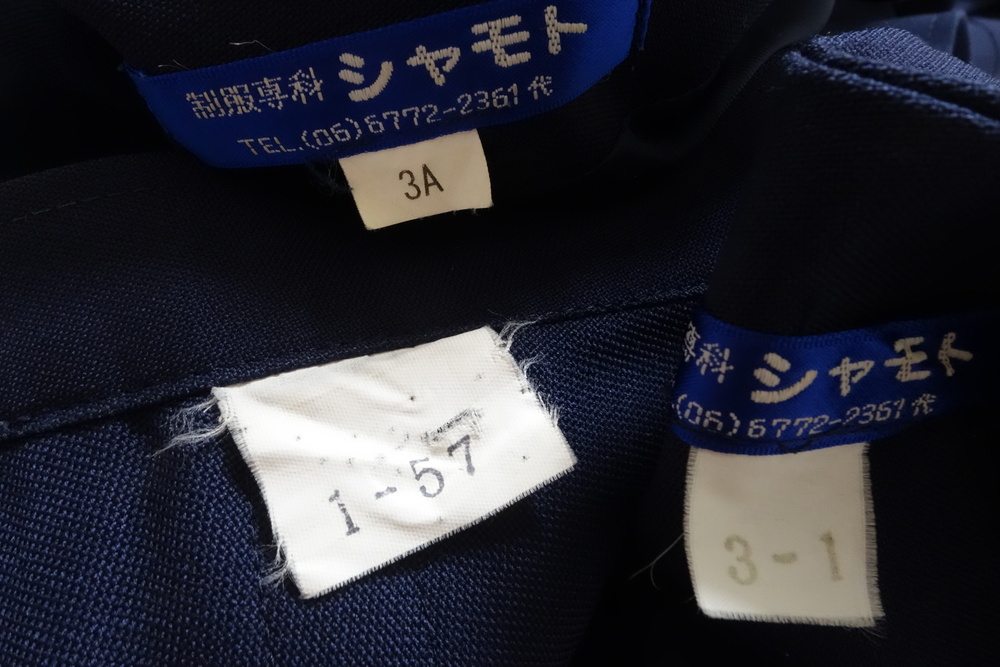 制服専科 シャモト
TEL.(06)6772-2361代
3A
1-57
専科 シャモト
(06)6772-2361代
3-1